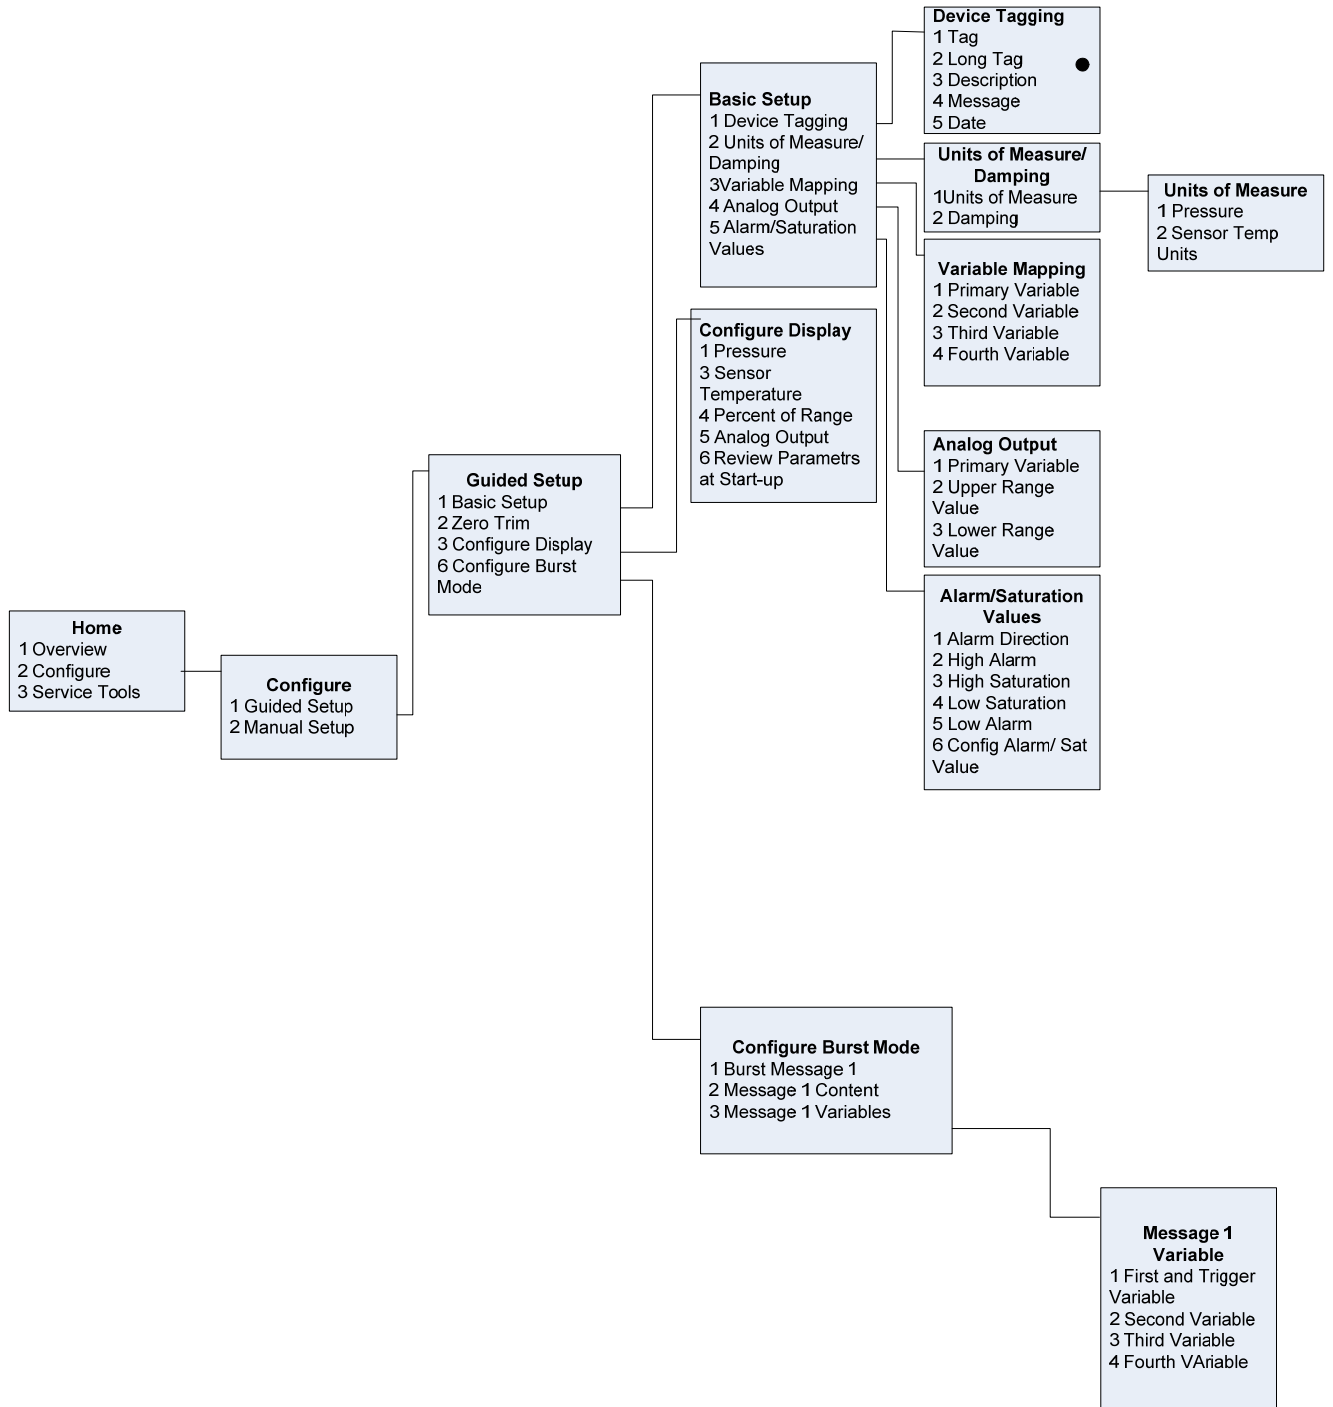 Home
1 Overview
2 Configure
3 Service Tools
Configure
1 Guided Setup
2 Manual Setup
Guided Setup
1 Basic Setup
2 Zero Trim
3 Configure Display
6 Configure Burst
Mode
Basic Setup
1 Device Tagging
2 Units of Measure/
Damping
3Variable Mapping
4 Analog Output
5 Alarm/Saturation
Values
Configure Display
1 Pressure
3 Sensor
Temperature
4 Percent of Range
5 Analog Output
6 Review Parametrs
at Start-up
Device Tagging
1 Tag
2 Long Tag
3 Description
4 Message
5 Date
Units of Measure/
Damping
1Units of Measure
2 Damping
Units of Measure
1 Pressure
2 Sensor Temp
Units
Variable Mapping
1 Primary Variable
2 Second Variable
3 Third Variable
4 Fourth Variable
Analog Output
1 Primary Variable
2 Upper Range
Value
3 Lower Range
Value
Alarm/Saturation
Values
1 Alarm Direction
2 High Alarm
3 High Saturation
4 Low Saturation
5 Low Alarm
6 Config Alarm/ Sat
Value
Configure Burst Mode
1 Burst Message 1
2 Message 1 Content
3 Message 1 Variables
Message 1
Variable
1 First and Trigger
Variable
2 Second Variable
3 Third Variable
4 Fourth VAriable